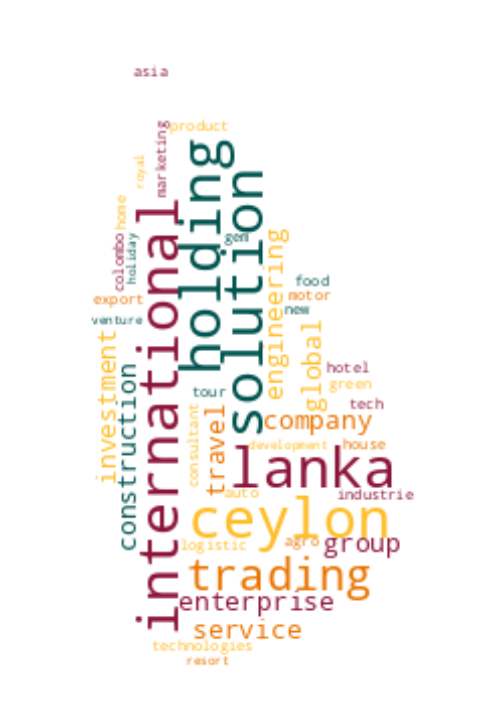 asia
product
marketing
royal
holding
solution
international
home
colombo
holiday
gem
engineering
food
export
motor
new
venture
global
investment
construction
hotel
green
tour
tech
consultant
travel
company
development
house
lanka
auto
industrie
ceylon
logistic
agro
group
trading
enterprise
service
technologies
resort